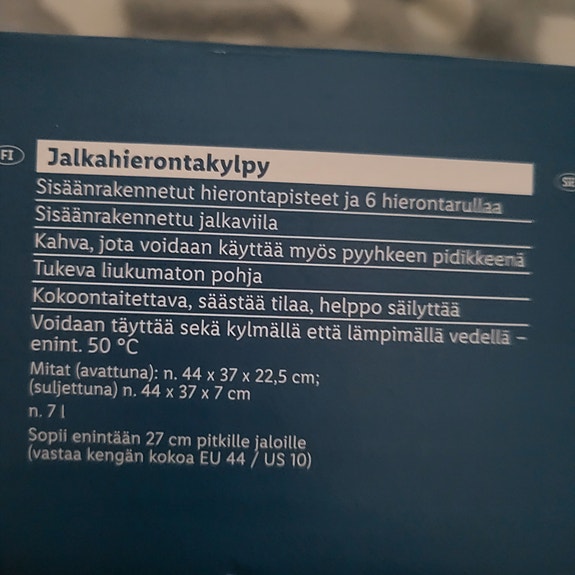 FI
Jalkahierontakylpy
Sisäänrakennetut hierontapisteet ja 6 hierontarullaa
Sisäänrakennettu jalkaviila
Kahva, jota voidaan käyttää myös pyyhkeen pidikkeenä
Tukeva liukumaton pohja
Kokoontaitettava, säästää tilaa, helppo säilyttää
Voidaan täyttää sekä kylmällä että lämpimällä vedellä –
enint. 50 °C
Mitat (avattuna): n. 44 x 37 x 22,5 cm;
(suljettuna) n. 44 x 37 x 7 cm
n. 7 l
Sopii enintään 27 cm pitkille jaloille
(vastaa kengän kokoa EU 44 / US 10)
SE